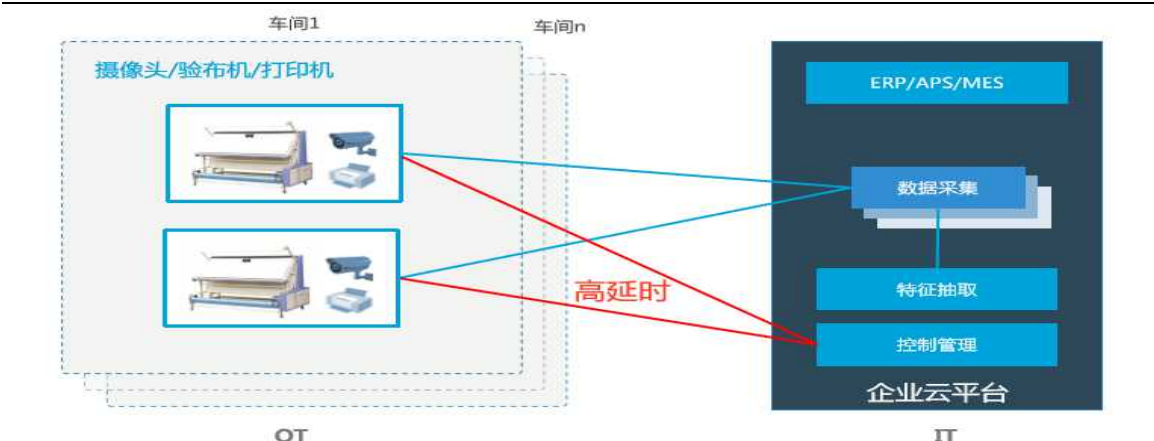 车间1
车间n
摄像头/验布机/打印机
ERP/APS/MES
数据采集
高延时
特征抽取
控制管理
企业云平台
OT
IT